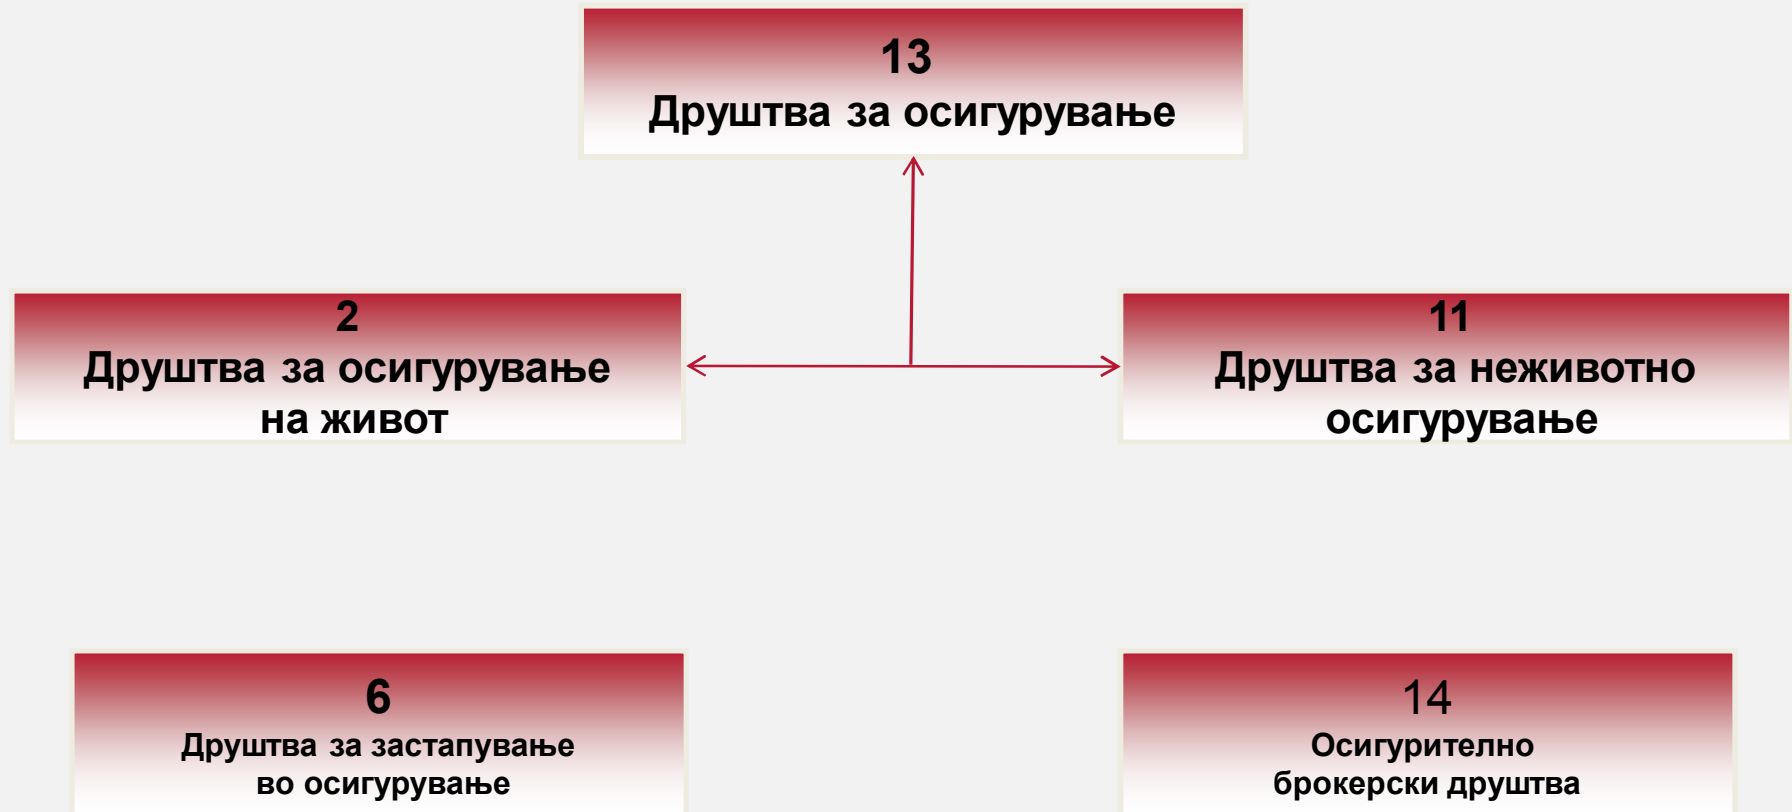 13
Друштва за осигурување
2
Друштва за осигурување
на живот
11
Друштва за неживотно
осигурување
6
Друштва за застапување
во осигурување
14
Осигурително
брокерски друштва